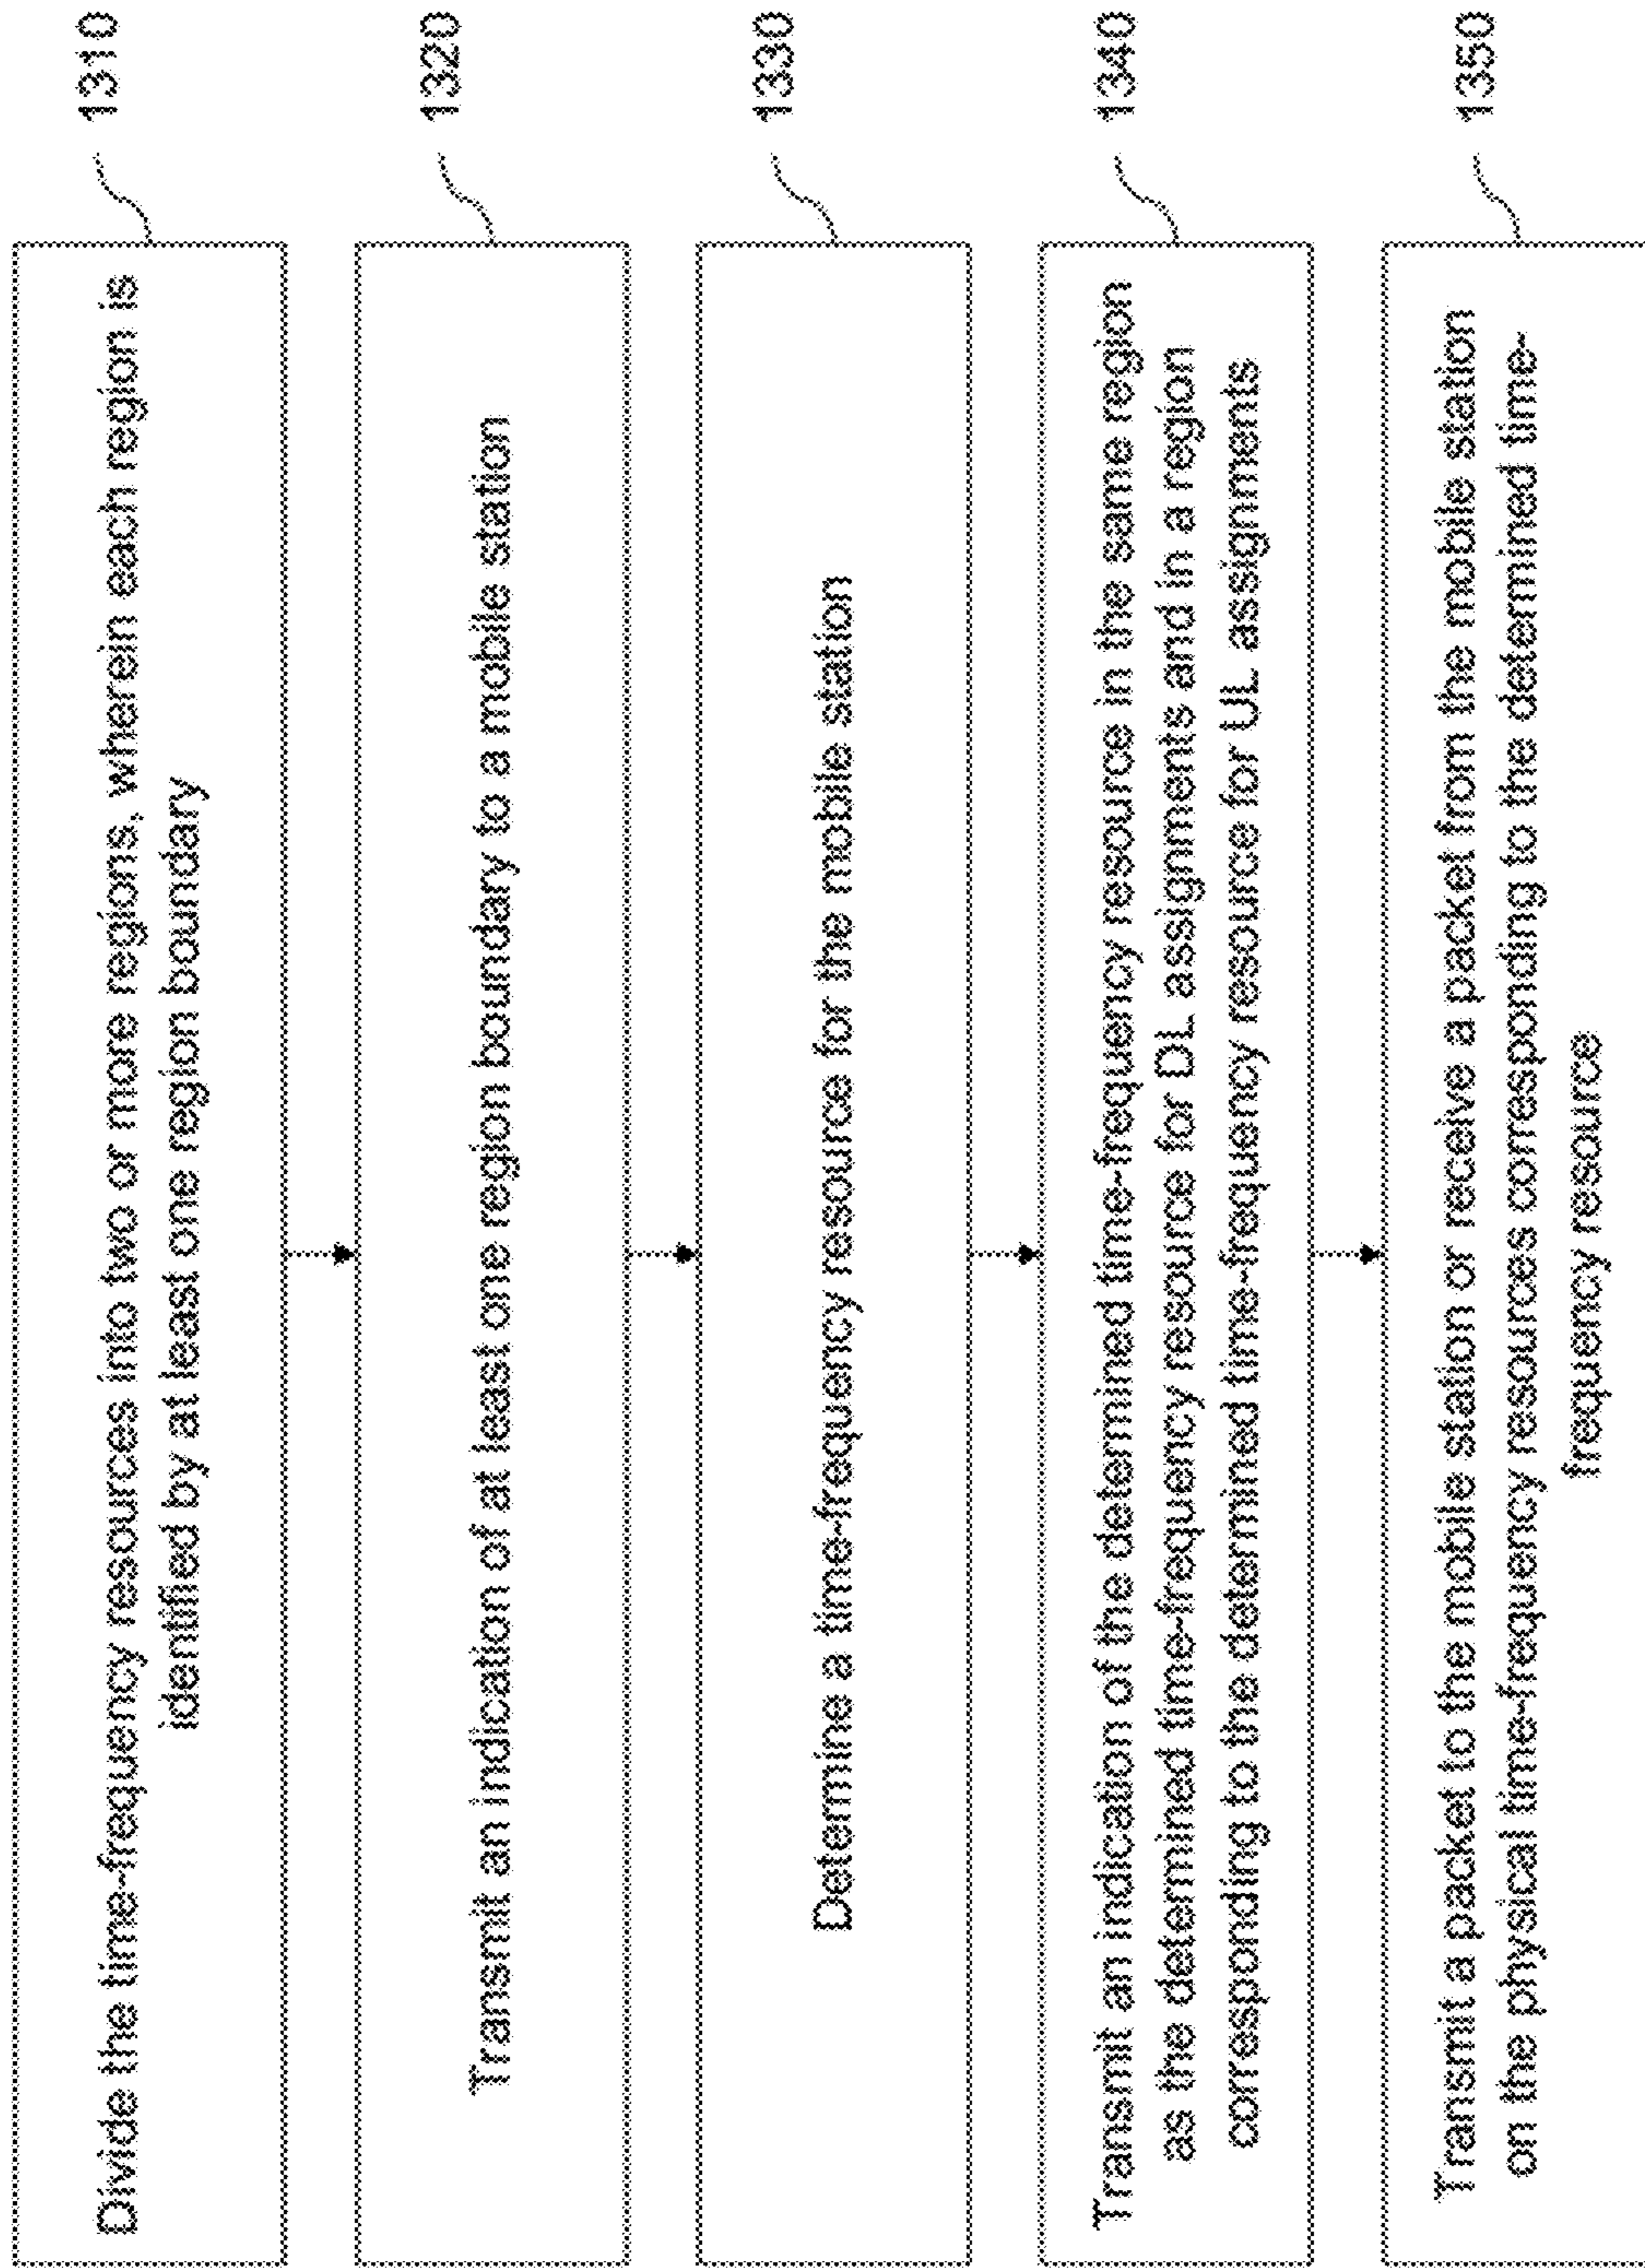 Divide the time-frequency resources into two or more regions, wherein each region is
identified by at least one region boundary
1310
Transmit an indication of at least one region boundary to a mobile station
1320
Determine a time-frequency resource for the mobile station
1330
Transmit an indication of the determined time-frequency resource in the same region
as the determined time-frequency resource for DL assignments and in a region
corresponding to the determined time-frequency resource for UL assignments
1340
Transmit a packet to the mobile station or receive a packet from the mobile station
on the physical time-frequency resources corresponding to the determined time-
frequency resource
1350